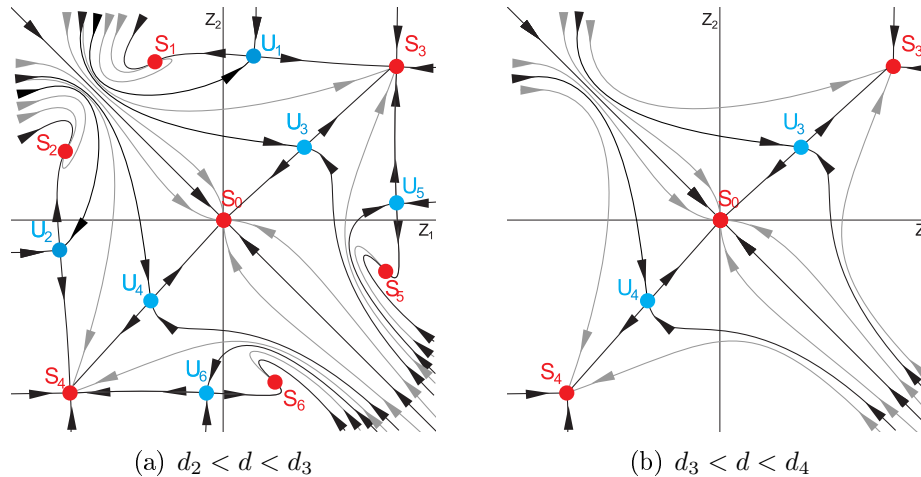 Z₂
S₁
U₁
S₃
S₂
U₃
U₅
S₀
Z₁
U₂
U₄
S₅
S₄
U₆
S₆
(a) d₂ < d < d₃
Z₂
S₃
U₃
S₀
Z
U₄
S₄
(b) d₃ < d < d₄